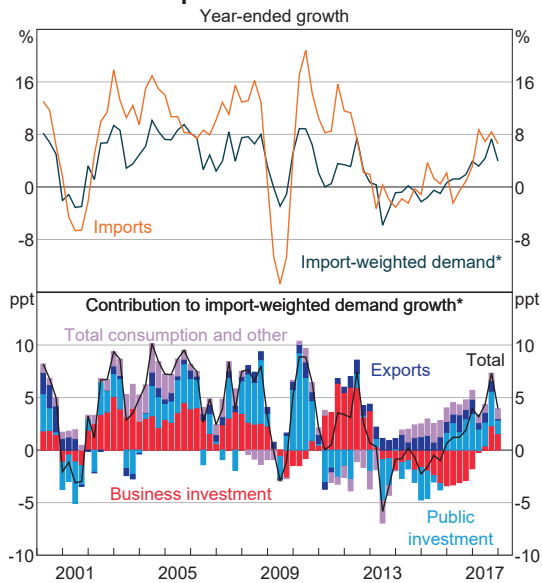 Year-ended growth
% %
16 16
8 8
0 0
-8 -8
Imports
Import-weighted demand*
ppt ppt
Contribution to import-weighted demand growth*
Total consumption and other
Total
10 10
Exports
5 5
0 0
Business investment
-5 -5
Public
investment
-10 -10
2001 2005 2009 2013 2017